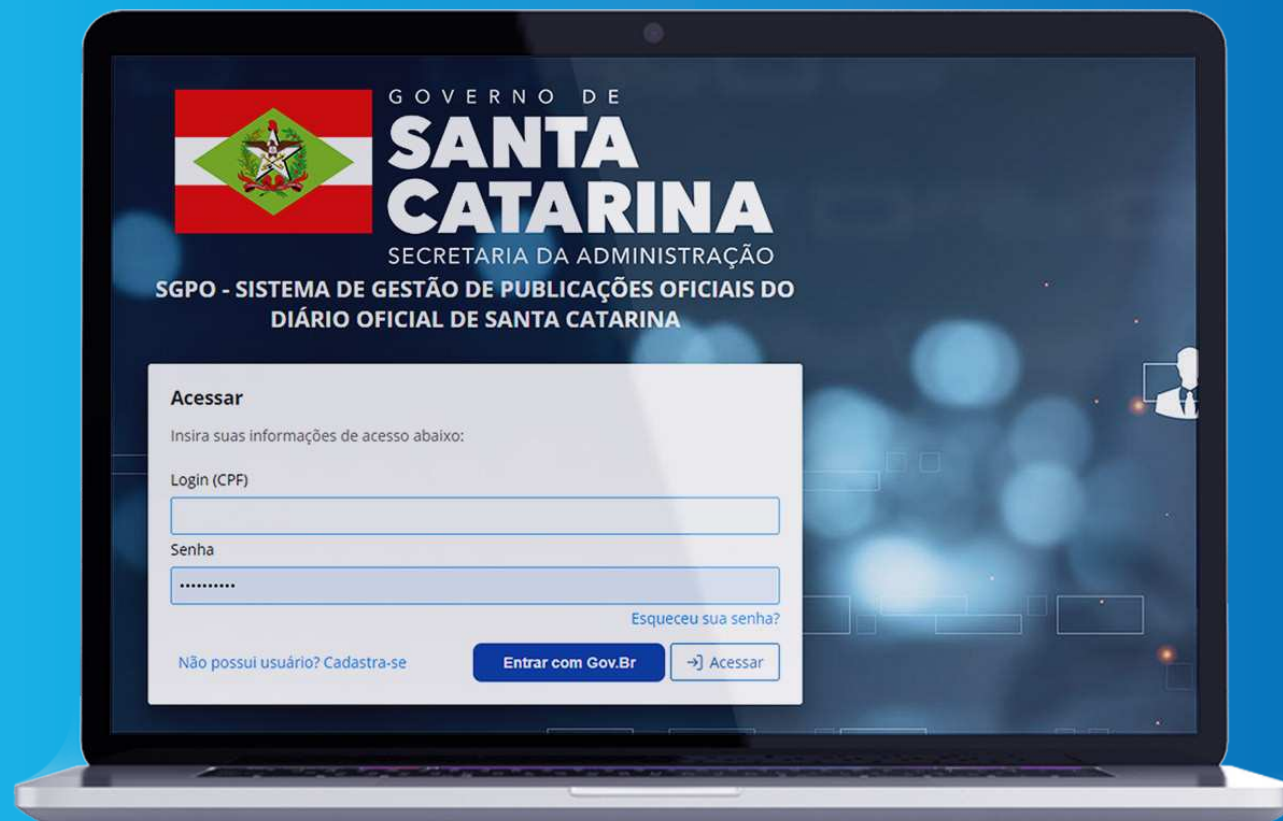 GOVERNO DE
SANTA
CATARINA
SECRETARIA DA ADMINISTRAÇÃO
SGPO - SISTEMA DE GESTÃO DE PUBLICAÇÕES OFICIAIS DO
DIÁRIO OFICIAL DE SANTA CATARINA
Acessar
Insira suas informações de acesso abaixo:
Login (CPF)
Senha
••••••••••
Esqueceu sua senha?
Não possui usuário? Cadastra-se
Entrar com Gov.Br
Acessar